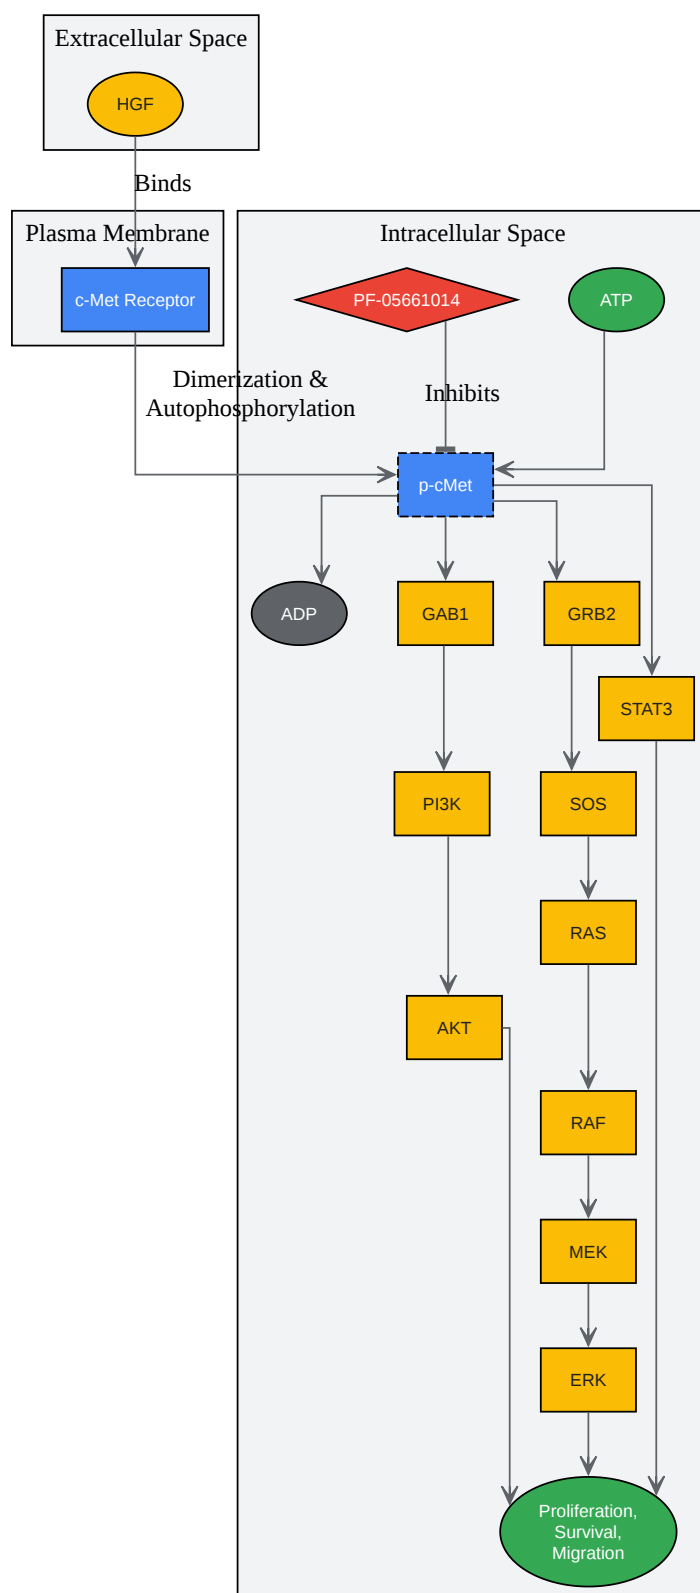 Extracellular Space
HGF
Binds
Plasma Membrane
Intracellular Space
c-Met Receptor
PF-05661014
ATP
Dimerization &
Autophosphorylation
Inhibits
p-cMet
ADP
GAB1
GRB2
STAT3
PI3K
SOS
RAS
AKT
RAF
MEK
ERK
Proliferation,
Survival,
Migration